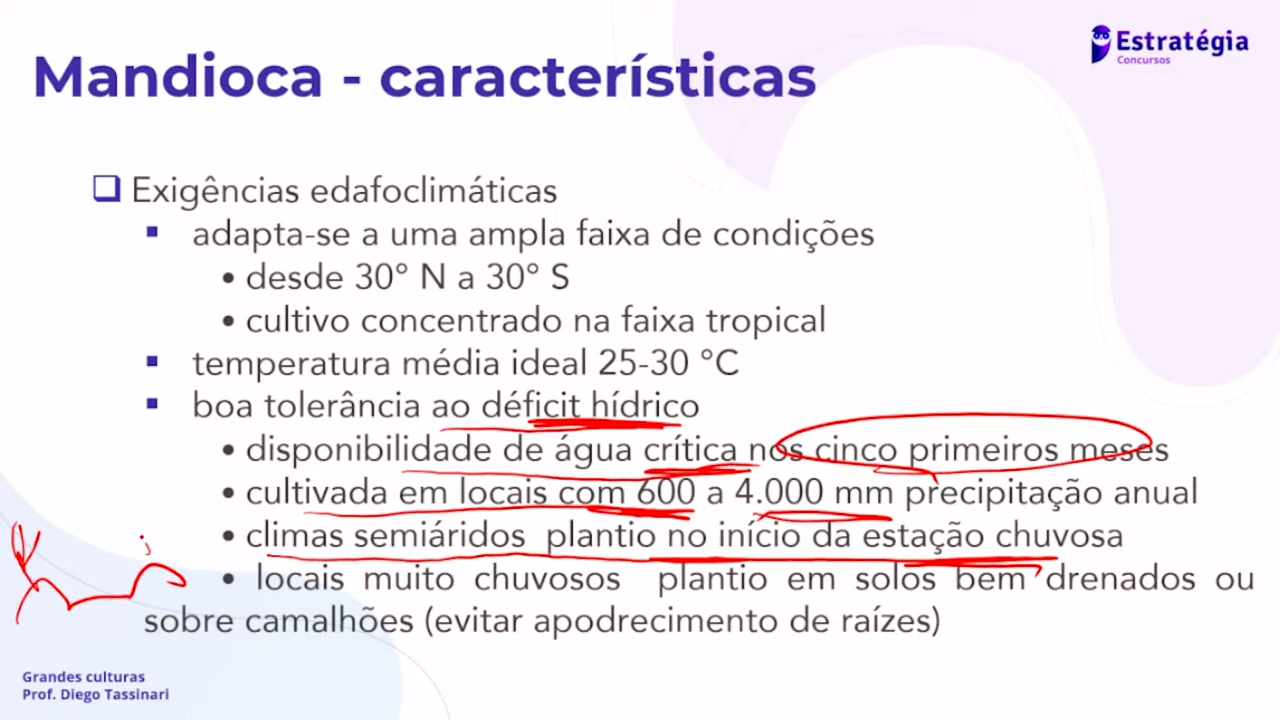 Estratégia
Concursos
Mandioca - características
Exigências edafoclimáticas
adapta-se a uma ampla faixa de condições
• desde 30° N a 30° S
• cultivo concentrado na faixa tropical
temperatura média ideal 25-30 °C
boa tolerância ao déficit hídrico
• disponibilidade de água crítica nos cinco primeiros meses
• cultivada em locais com 600 a 4.000 mm precipitação anual
• climas semiáridos plantio no início da estação chuvosa
• locais muito chuvosos plantio em solos bem drenados ou
sobre camalhões (evitar apodrecimento de raízes)
Grandes culturas
Prof. Diego Tassinari